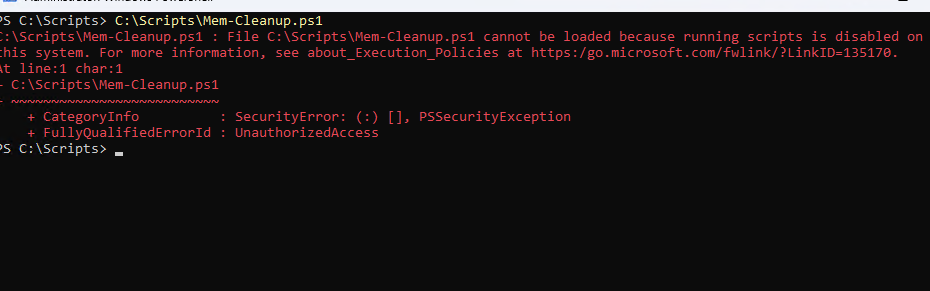 PS C:\Scripts> C:\Scripts\Mem-Cleanup.ps1
C:\Scripts\Mem-Cleanup.ps1 : File C:\Scripts\Mem-Cleanup.ps1 cannot be loaded because running scripts is disabled on
this system. For more information, see about_Execution_Policies at https:/go.microsoft.com/fwlink/?LinkID=135170.
At line:1 char:1
+ C:\Scripts\Mem-Cleanup.ps1
+ ~~~~~~~~~~~~~~~~~~~~~~~~~~
+ CategoryInfo : SecurityError: (:) [], PSSecurityException
+ FullyQualifiedErrorId : UnauthorizedAccess
PS C:\Scripts>